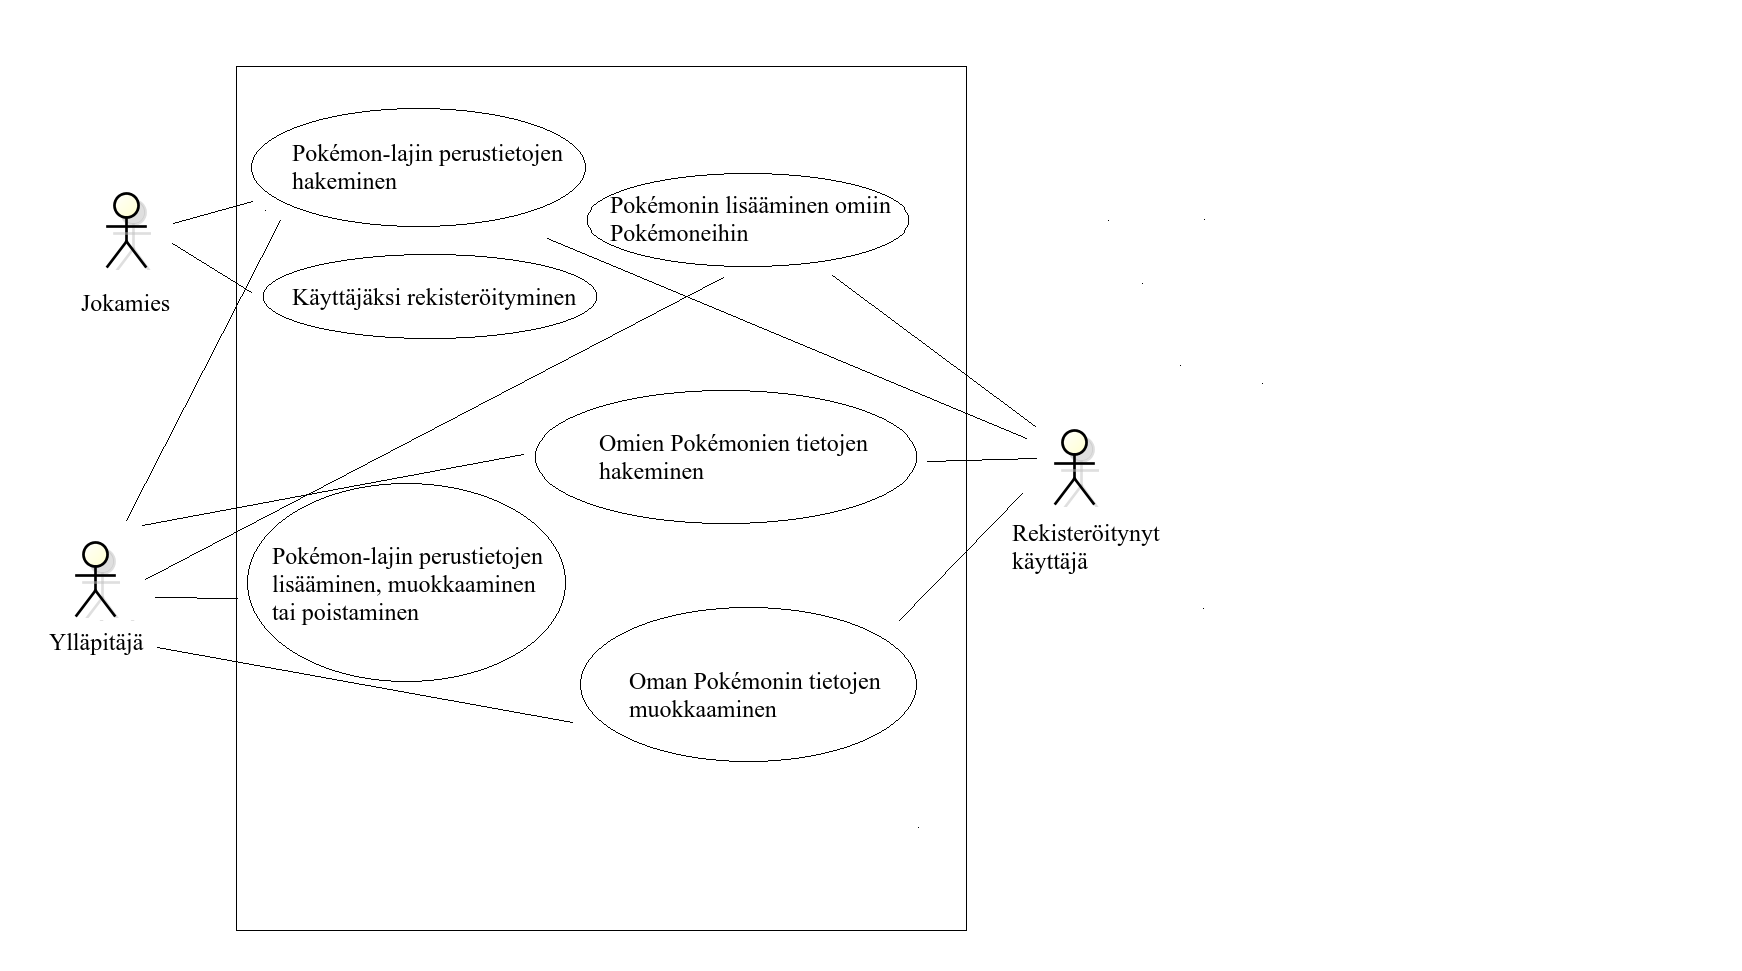 Pokémon-lajin perustietojen
hakeminen
Pokémonin lisääminen omiin
Pokémoneihin
Käyttäjäksi rekisteröityminen
Jokamies
Omien Pokémonien tietojen
hakeminen
Rekisteröitynyt
käyttäjä
Pokémon-lajin perustietojen
lisääminen, muokkaaminen
tai poistaminen
Ylläpitäjä
Oman Pokémonin tietojen
muokkaaminen